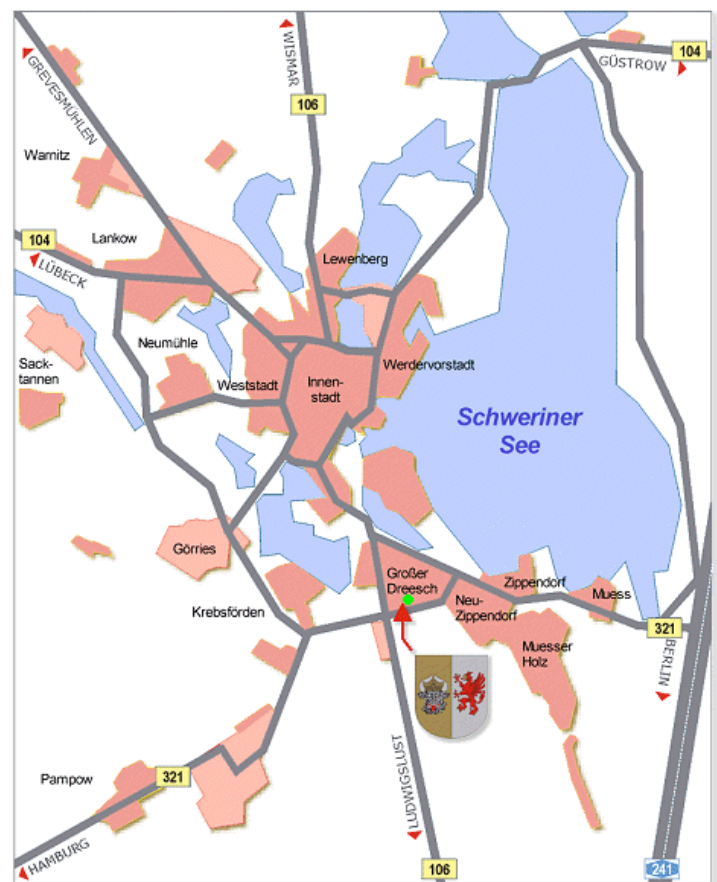 WISMAR
104
GÜSTROW
GREVESMÜHLEN
106
Warnitz
104
Lankow
LÜBECK
Lewenberg
Neumühle
Sack-
tannen
Weststadt
Innen-
stadt
Werdervorstadt
Schweriner
See
Görries
Großer
Dreesch
Zippendorf
Muess
Neu-
Zippendorf
Krebsförden
321
Muesser
Holz
BERLIN
LUDWIGSLUST
Pampow
321
HAMBURG
106
241